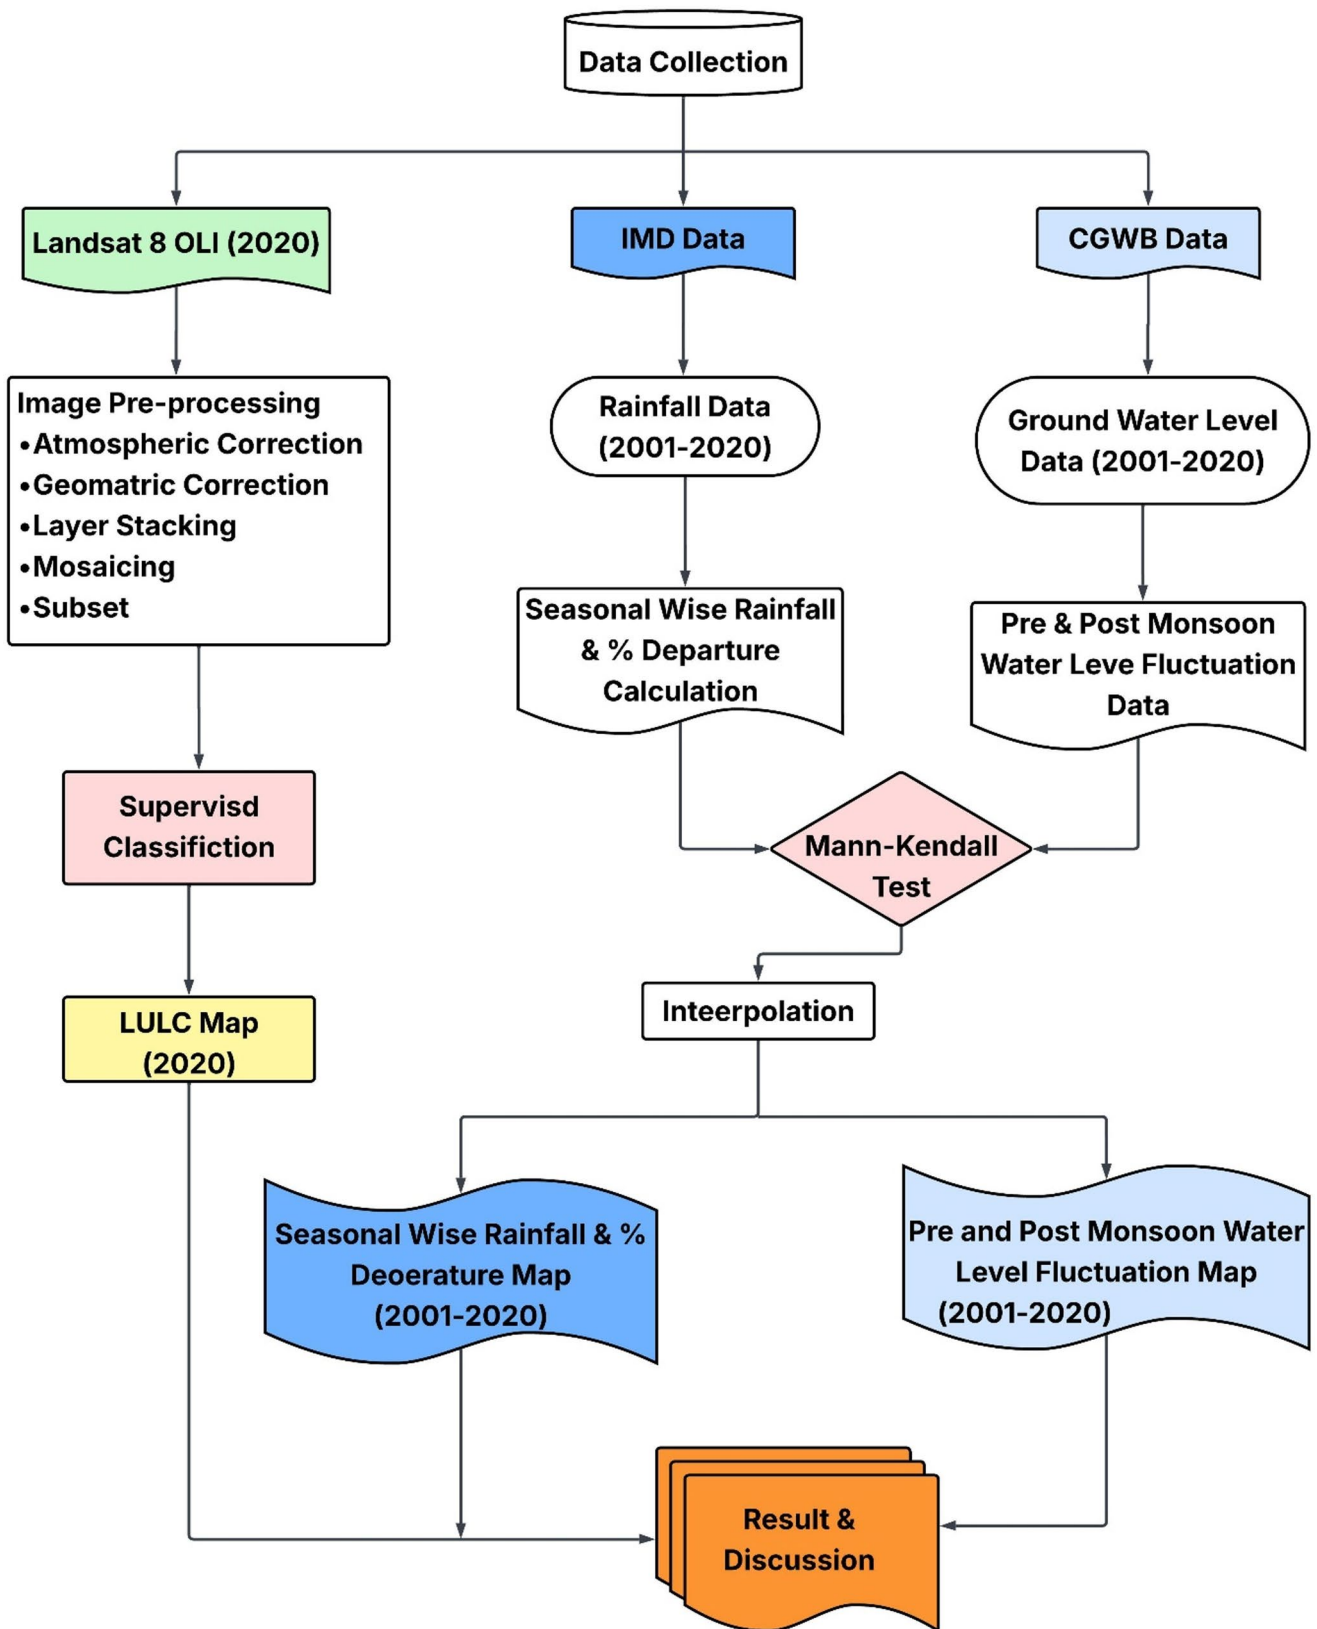 Data Collection
Landsat 8 OLI (2020)
IMD Data
CGWB Data
Image Pre-processing
•Atmospheric Correction
•Geomatric Correction
•Layer Stacking
•Mosaicing
•Subset
Rainfall Data
(2001-2020)
Ground Water Level
Data (2001-2020)
Seasonal Wise Rainfall
& % Departure
Calculation
Pre & Post Monsoon
Water Leve Fluctuation
Data
Supervisd
Classifiction
Mann-Kendall
Test
LULC Map
(2020)
Inteerpolation
Seasonal Wise Rainfall & %
Deoerature Map
(2001-2020)
Pre and Post Monsoon Water
Level Fluctuation Map
(2001-2020)
Result &
Discussion